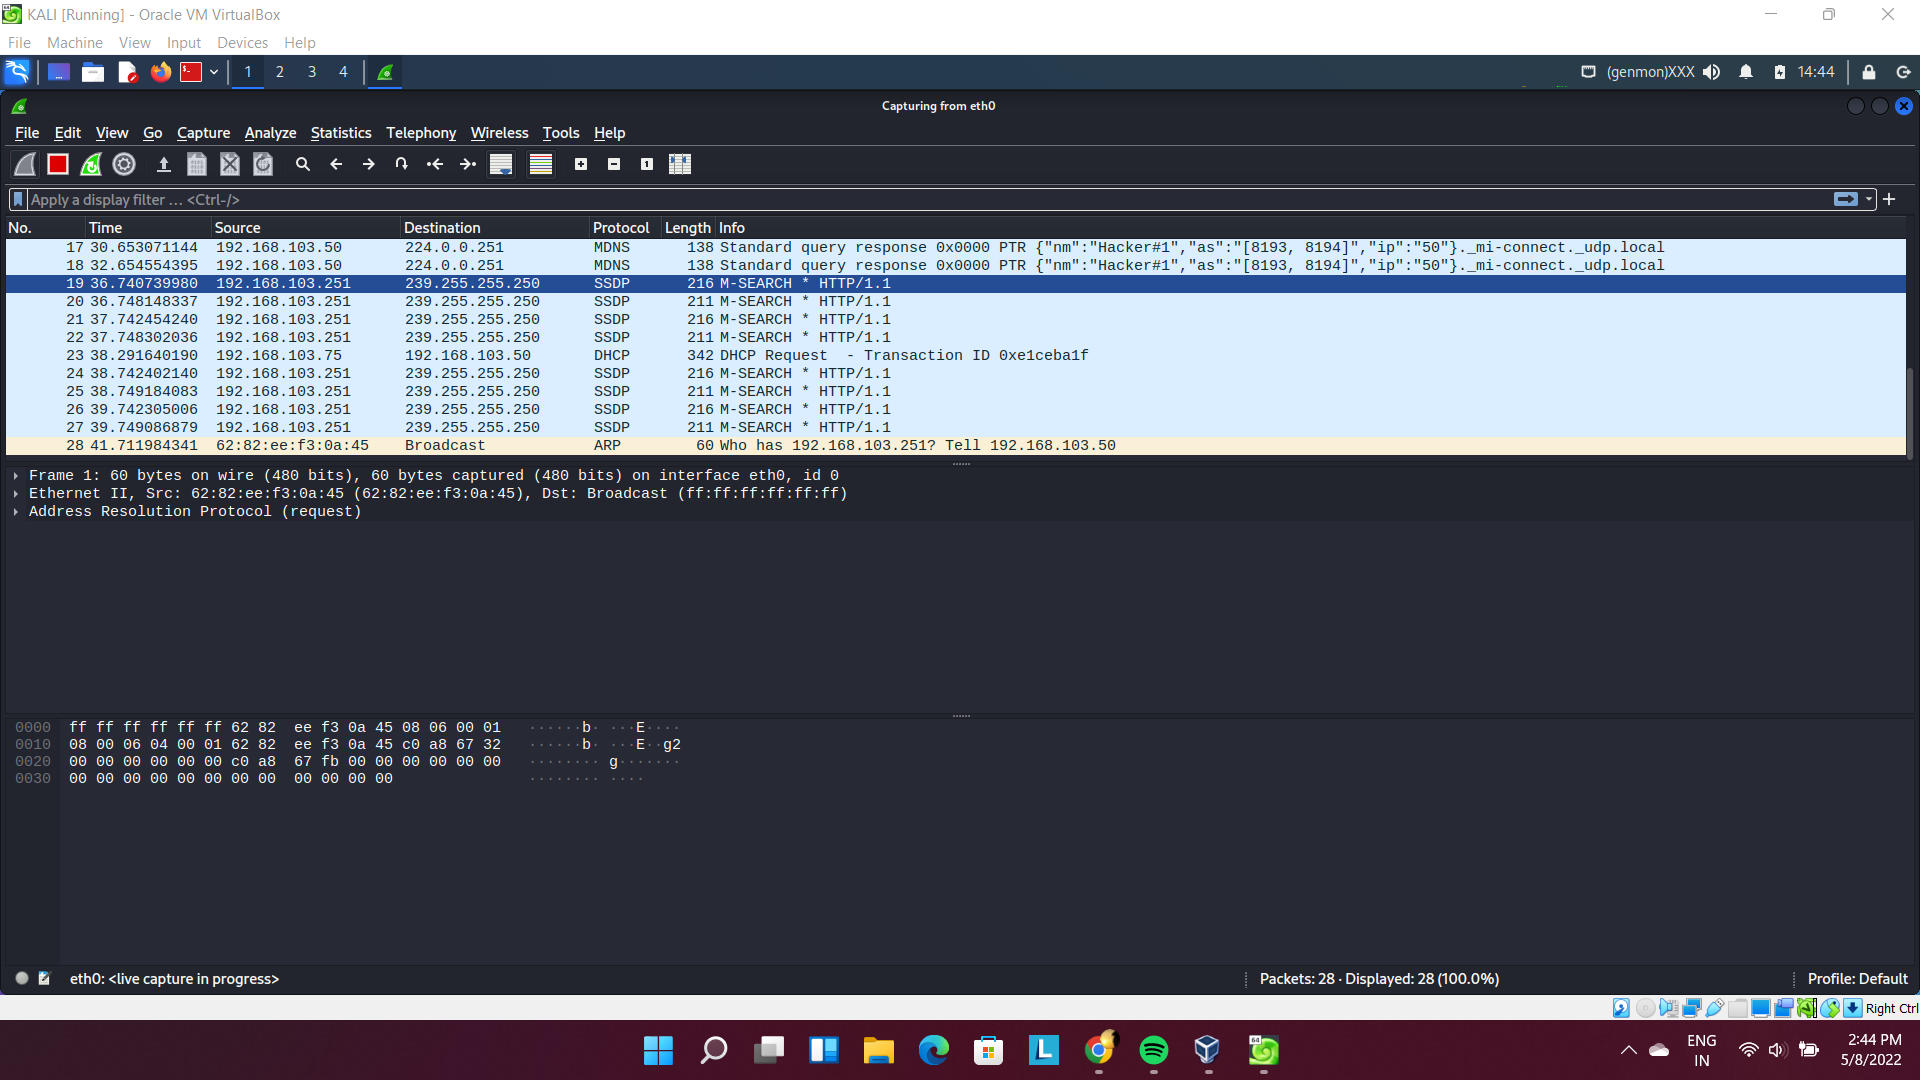 KALI [Running] - Oracle VM VirtualBox
File Machine View Input Devices Help
1 2 3 4 (genmon)XXX 14:44
Capturing from eth0
File Edit View Go Capture Analyze Statistics Telephony Wireless Tools Help
Apply a display filter ... <Ctrl-/>
No. Time Source Destination Protocol Length Info
17 30.653071144 192.168.103.50 224.0.0.251 MDNS 138 Standard query response 0x0000 PTR {"nm":"Hacker#1","as":"[8193, 8194]","ip":"50"}._mi-connect._udp.local
18 32.654554395 192.168.103.50 224.0.0.251 MDNS 138 Standard query response 0x0000 PTR {"nm":"Hacker#1","as":"[8193, 8194]","ip":"50"}._mi-connect._udp.local
19 36.740739980 192.168.103.251 239.255.255.250 SSDP 216 M-SEARCH * HTTP/1.1
20 36.748148337 192.168.103.251 239.255.255.250 SSDP 211 M-SEARCH * HTTP/1.1
21 37.742454240 192.168.103.251 239.255.255.250 SSDP 216 M-SEARCH * HTTP/1.1
22 37.748302036 192.168.103.251 239.255.255.250 SSDP 211 M-SEARCH * HTTP/1.1
23 38.291640190 192.168.103.75 192.168.103.50 DHCP 342 DHCP Request - Transaction ID 0xe1ceba1f
24 38.742402140 192.168.103.251 239.255.255.250 SSDP 216 M-SEARCH * HTTP/1.1
25 38.749184083 192.168.103.251 239.255.255.250 SSDP 211 M-SEARCH * HTTP/1.1
26 39.742305006 192.168.103.251 239.255.255.250 SSDP 216 M-SEARCH * HTTP/1.1
27 39.749086879 192.168.103.251 239.255.255.250 SSDP 211 M-SEARCH * HTTP/1.1
28 41.711984341 62:82:ee:f3:0a:45 Broadcast ARP 60 Who has 192.168.103.251? Tell 192.168.103.50
Frame 1: 60 bytes on wire (480 bits), 60 bytes captured (480 bits) on interface eth0, id 0
Ethernet II, Src: 62:82:ee:f3:0a:45 (62:82:ee:f3:0a:45), Dst: Broadcast (ff:ff:ff:ff:ff:ff)
Address Resolution Protocol (request)
0000 ff ff ff ff ff ff 62 82 ee f3 0a 45 08 06 00 01 ······b· ···E····
0010 08 00 06 04 00 01 62 82 ee f3 0a 45 c0 a8 67 32 ······b· ···E··g2
0020 00 00 00 00 00 00 c0 a8 67 fb 00 00 00 00 00 00 ········ g·······
0030 00 00 00 00 00 00 00 00 00 00 00 00 ········ ····
eth0: <live capture in progress> Packets: 28 · Displayed: 28 (100.0%) Profile: Default
Right Ctrl
ENG 2:44 PM
IN 5/8/2022